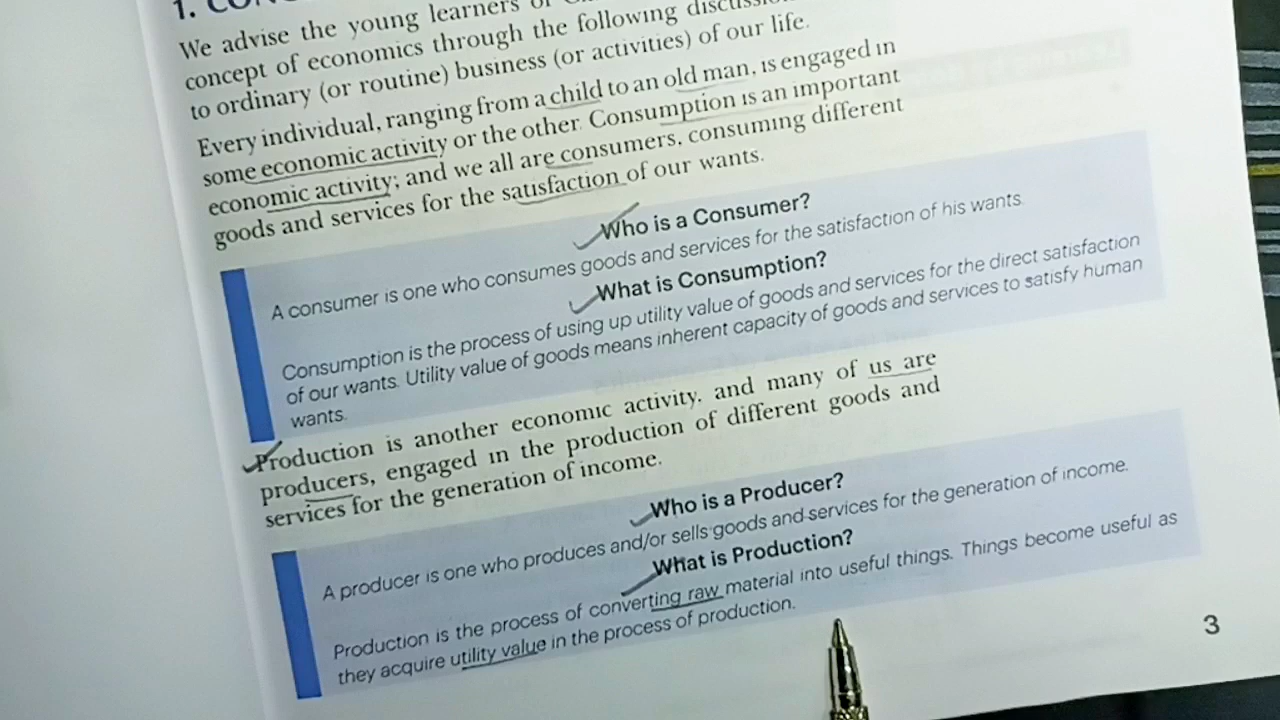 1.
We advise the young learners
concept of economics through the following
to ordinary (or routine) business (or activities) of our life.
Every individual, ranging from a child to an old man, is engaged in
some economic activity or the other. Consumption is an important
economic activity; and we all are consumers, consuming different
goods and services for the satisfaction of our wants.
Who is a Consumer?
A consumer is one who consumes goods and services for the satisfaction of his wants.
What is Consumption?
Consumption is the process of using up utility value of goods and services for the direct satisfaction
of our wants. Utility value of goods means inherent capacity of goods and services to satisfy human
wants.
Production is another economic activity, and many of us are
producers, engaged in the production of different goods and
services for the generation of income.
Who is a Producer?
A producer is one who produces and/or sells goods and services for the generation of income.
What is Production?
Production is the process of converting raw material into useful things. Things become useful as
they acquire utility value in the process of production.
3